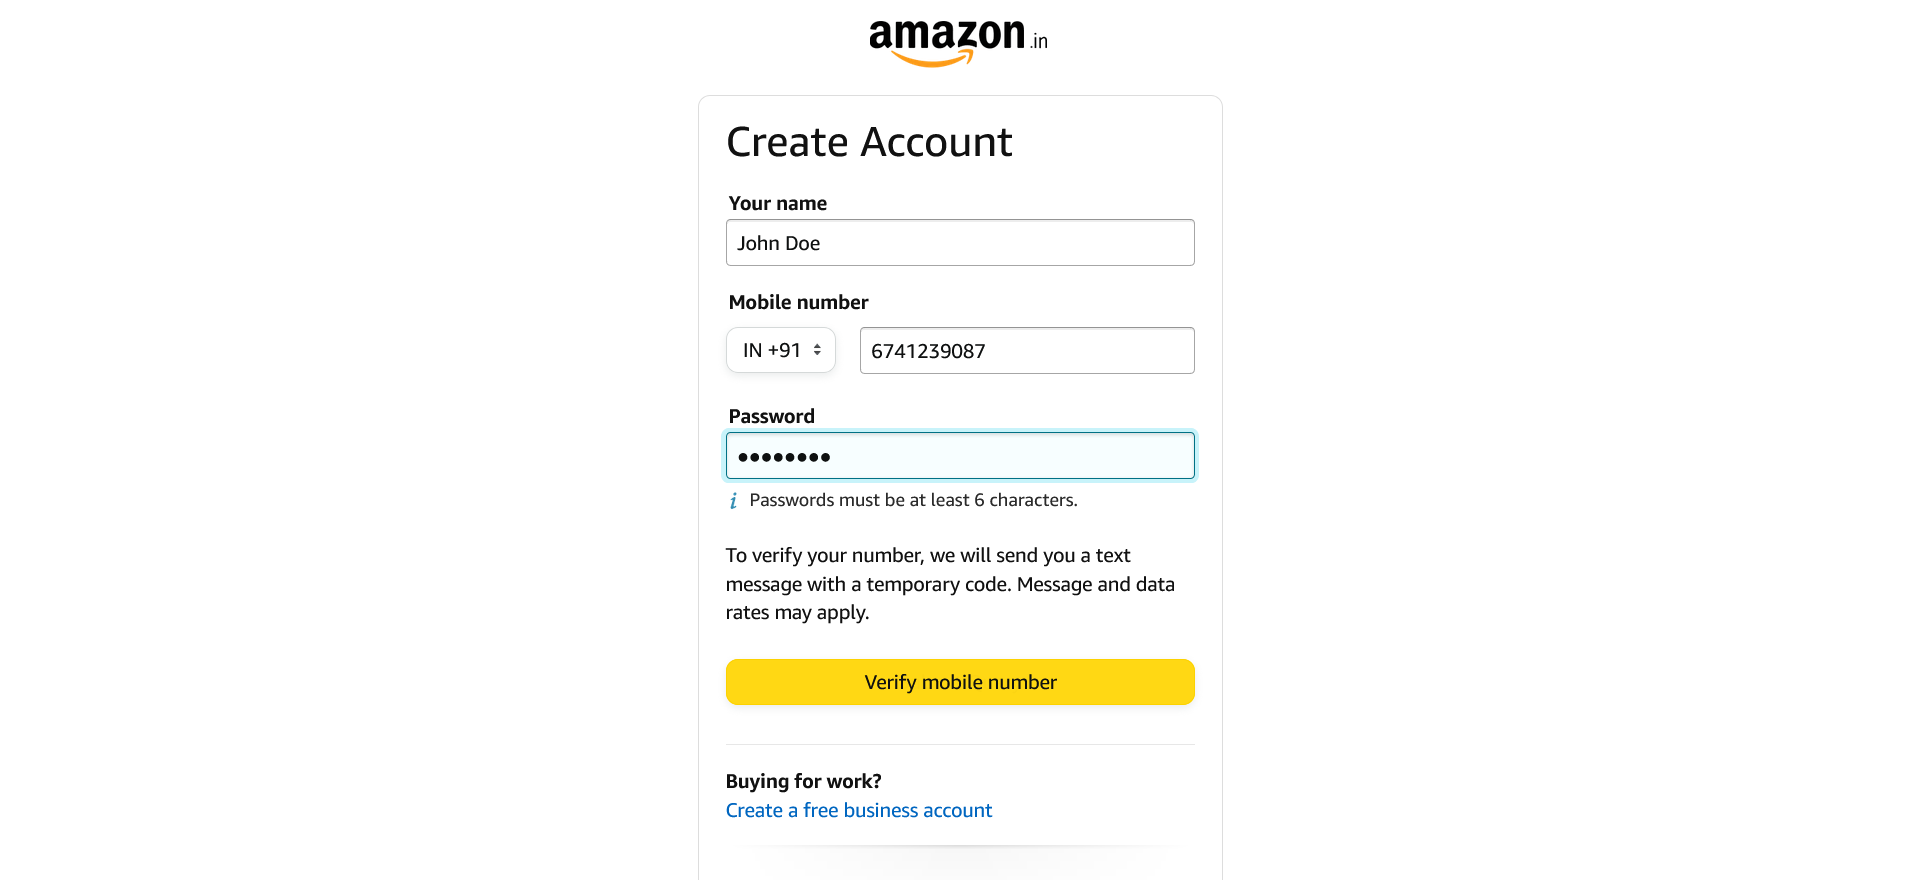 amazon.in
Create Account
Your name
John Doe
Mobile number
IN +91
6741239087
Password
••••••••
i Passwords must be at least 6 characters.
To verify your number, we will send you a text
message with a temporary code. Message and data
rates may apply.
Verify mobile number
Buying for work?
Create a free business account